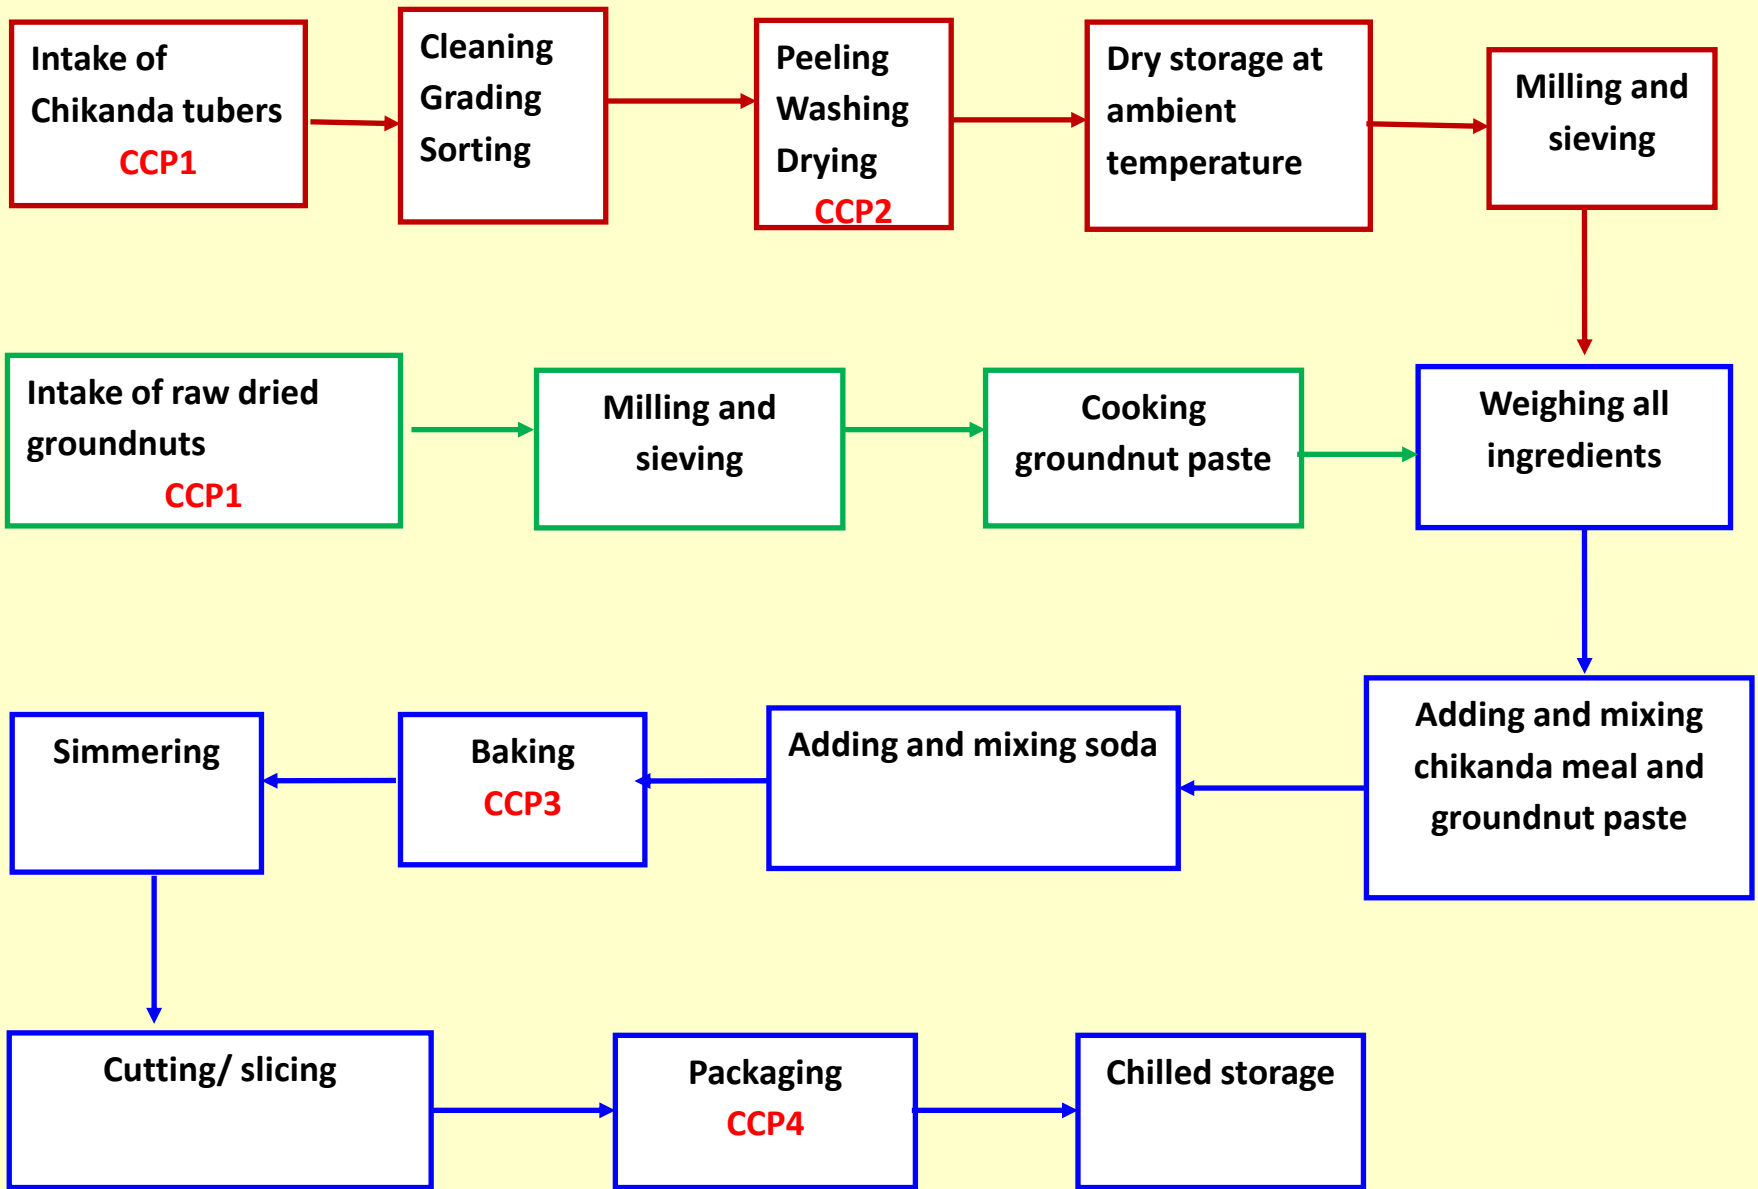 Intake of
Chikanda tubers
CCP1
Cleaning
Grading
Sorting
Peeling
Washing
Drying
CCP2
Dry storage at
ambient
temperature
Milling and
sieving
Intake of raw dried
groundnuts
CCP1
Milling and
sieving
Cooking
groundnut paste
Weighing all
ingredients
Adding and mixing
chikanda meal and
groundnut paste
Adding and mixing soda
Baking
CCP3
Simmering
Cutting/ slicing
Packaging
CCP4
Chilled storage